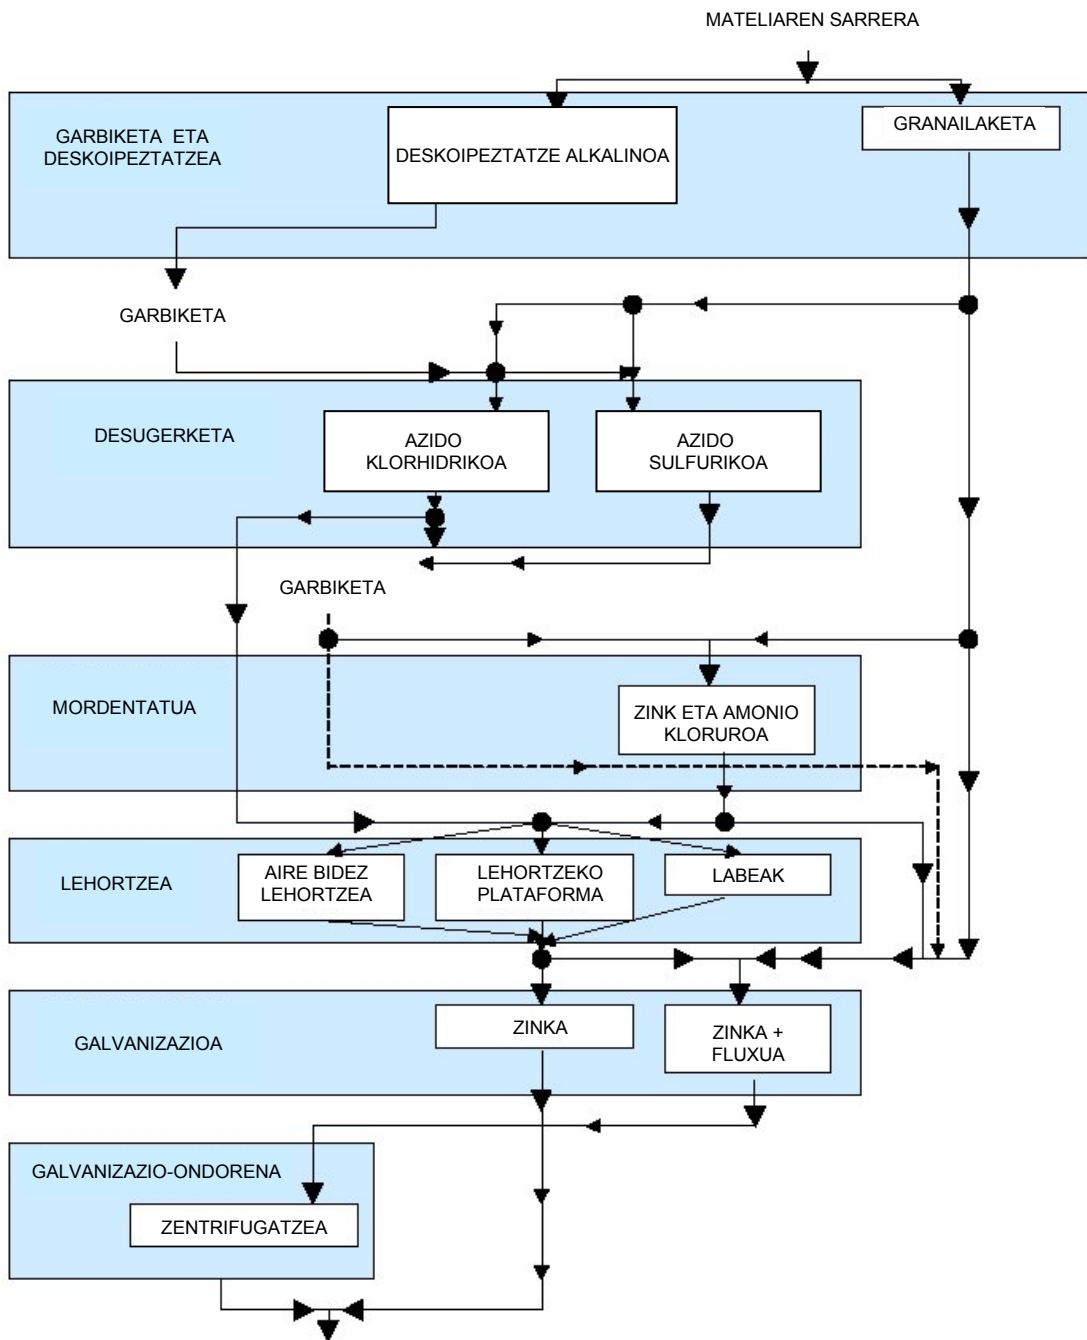 MATELIAREN SARRERA
GARBIKETA ETA
DESKOIPEZTATZEA
DESKOIPEZTATZE ALKALINOA
GRANAILAKETA
GARBIKETA
DESUGERKETA
AZIDO
KLORHIDRIKOA
AZIDO
SULFURIKOA
GARBIKETA
MORDENTATUA
ZINK ETA AMONIO
KLORUROA
LEHORTZEA
AIRE BIDEZ
LEHORTZEA
LEHORTZEKO
PLATAFORMA
LABEAK
GALVANIZAZIOA
ZINKA
ZINKA +
FLUXUA
GALVANIZAZIO-ONDORENA
ZENTRIFUGATZEA